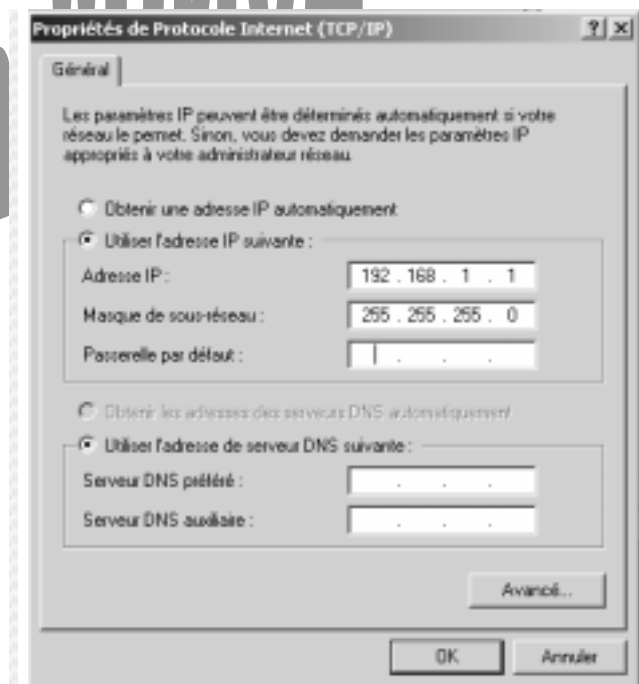 Propriétés de Protocole Internet (TCP/IP)
Général
Les paramètres IP peuvent être déterminés automatiquement si votre
réseau le permet. Sinon, vous devez demander les paramètres IP
appropriés à votre administrateur réseau.
Obtenir une adresse IP automatiquement
Utiliser l'adresse IP suivante :
Adresse IP : 192 . 168 . 1 . 1
Masque de sous-réseau : 255 . 255 . 255 . 0
Passerelle par défaut : . . .
Obtenir les adresses des serveurs DNS automatiquement
Utiliser l'adresse de serveur DNS suivante :
Serveur DNS préféré : . . .
Serveur DNS auxiliaire : . . .
Avancé...
OK Annuler